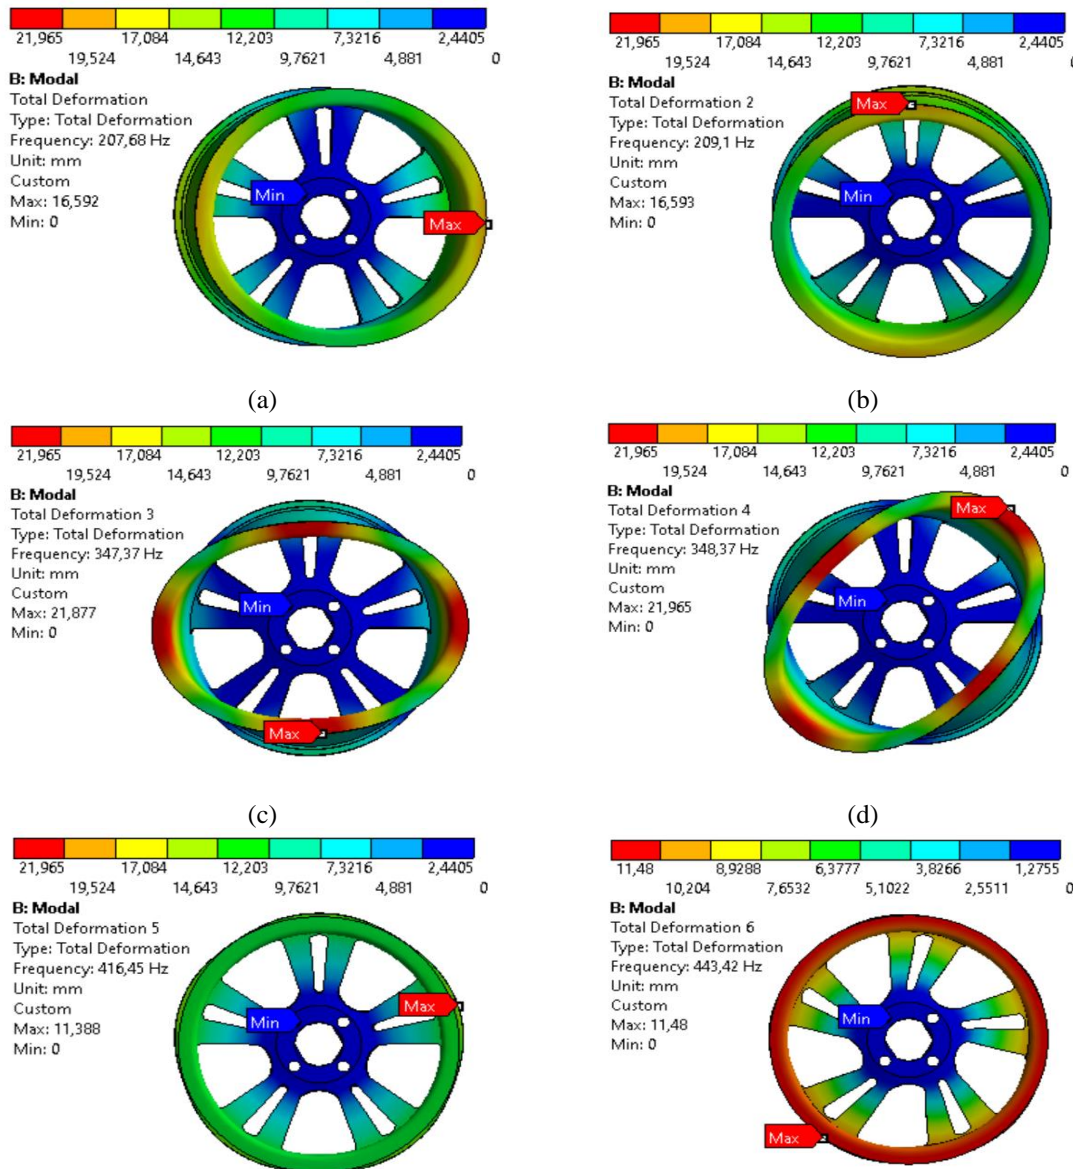 21,965 17,084 12,203 7,3216 2,4405
19,524 14,643 9,7621 4,881 0
B: Modal
Total Deformation
Type: Total Deformation
Frequency: 207,68 Hz
Unit: mm
Custom
Max: 16,592
Min: 0
Min
Max
(a)
21,965 17,084 12,203 7,3216 2,4405
19,524 14,643 9,7621 4,881 0
B: Modal
Total Deformation 2
Type: Total Deformation
Frequency: 209,1 Hz
Unit: mm
Custom
Max: 16,593
Min: 0
Max
Min
(b)
21,965 17,084 12,203 7,3216 2,4405
19,524 14,643 9,7621 4,881 0
B: Modal
Total Deformation 3
Type: Total Deformation
Frequency: 347,37 Hz
Unit: mm
Custom
Max: 21,877
Min: 0
Min
Max
(c)
21,965 17,084 12,203 7,3216 2,4405
19,524 14,643 9,7621 4,881 0
B: Modal
Total Deformation 4
Type: Total Deformation
Frequency: 348,37 Hz
Unit: mm
Custom
Max: 21,965
Min: 0
Max
Min
(d)
21,965 17,084 12,203 7,3216 2,4405
19,524 14,643 9,7621 4,881 0
B: Modal
Total Deformation 5
Type: Total Deformation
Frequency: 416,45 Hz
Unit: mm
Custom
Max: 11,388
Min: 0
Max
Min
11,48 8,9288 6,3777 3,8266 1,2755
10,204 7,6532 5,1022 2,5511 0
B: Modal
Total Deformation 6
Type: Total Deformation
Frequency: 443,42 Hz
Unit: mm
Custom
Max: 11,48
Min: 0
Min
Max